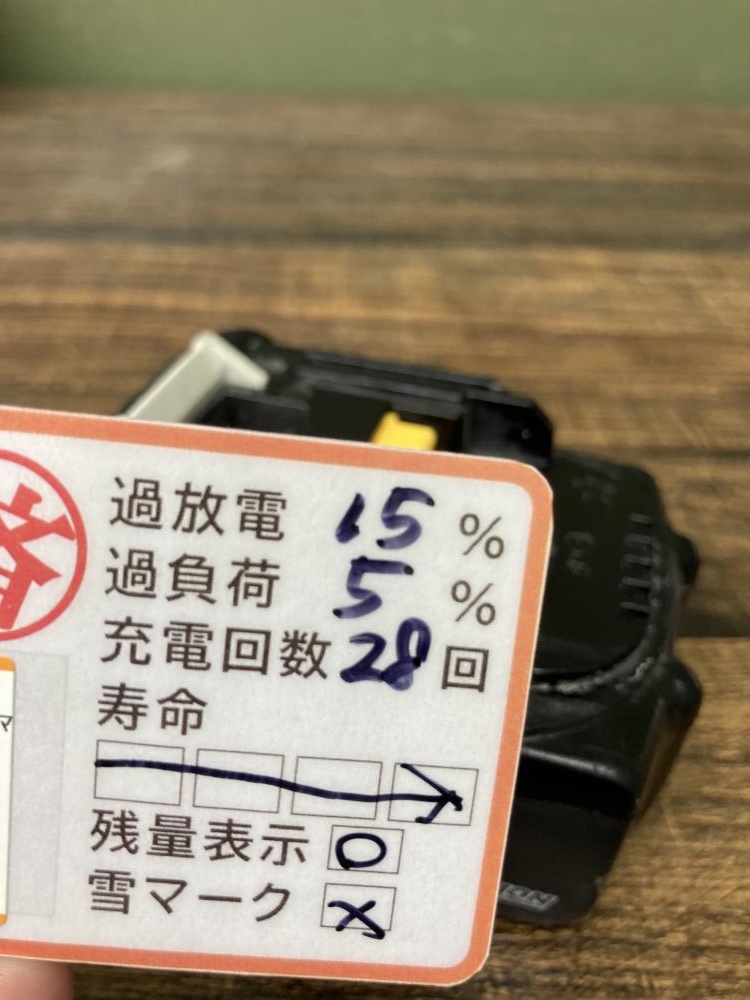 過放電 15 %
過負荷 5 %
充電回数 28 回
寿命
残量表示 O
雪マーク ×
マ